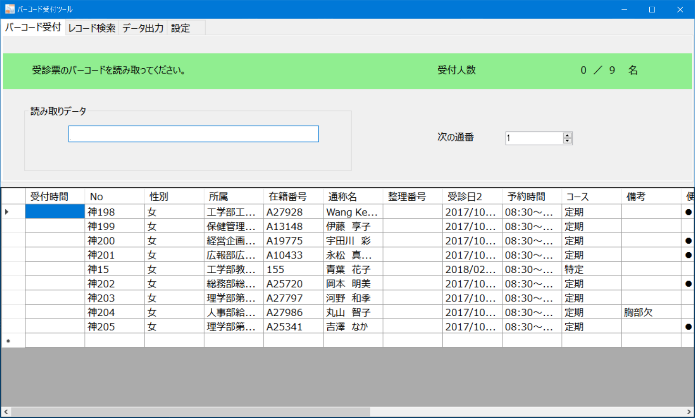 バーコード受付ツール
バーコード受付 レコード検索 データ出力 設定
受診票のバーコードを読み取ってください。 受付人数 0 / 9 名
読み取りデータ
次の通番 1
受付時間 No 性別 所属 在籍番号 通称名 整理番号 受診日2 予約時間 コース 備考 便
神198 女 工学部工... A27928 Wang Ke... 2017/10... 08:30～... 定期 ●
神199 女 保健管理... A13148 伊藤 享子 2017/10... 08:30～... 定期
神200 女 経営企画... A19775 宇田川 彩 2017/10... 08:30～... 定期 ●
神201 女 広報部広... A10433 永松 真... 2017/10... 08:30～... 定期 ●
神15 女 工学部教... 155 青葉 花子 2018/02... 08:30～... 特定
神202 女 総務部総... A25720 岡本 明美 2017/10... 08:30～... 定期 ●
神203 女 理学部第... A27797 河野 和季 2017/10... 08:30～... 定期
神204 女 人事部給... A27986 丸山 智子 2017/10... 08:30～... 定期 胸部欠
神205 女 理学部第... A25341 吉澤 なか 2017/10... 08:30～... 定期 ●